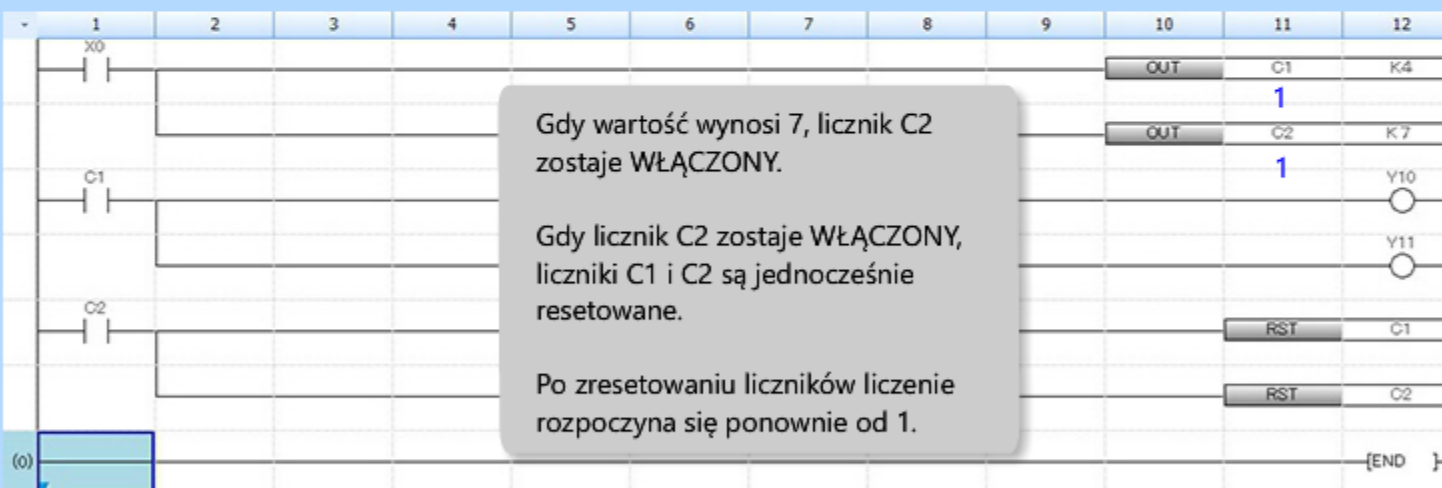 1 2 3 4 5 6 7 8 9 10 11 12
X0
OUT C1 K4
1
OUT C2 K7
1
C1
Y10
Y11
C2
RST C1
RST C2
(0)
[END ]
Gdy wartość wynosi 7, licznik C2
zostaje WŁĄCZONY.
Gdy licznik C2 zostaje WŁĄCZONY,
liczniki C1 i C2 są jednocześnie
resetowane.
Po zresetowaniu liczników liczenie
rozpoczyna się ponownie od 1.